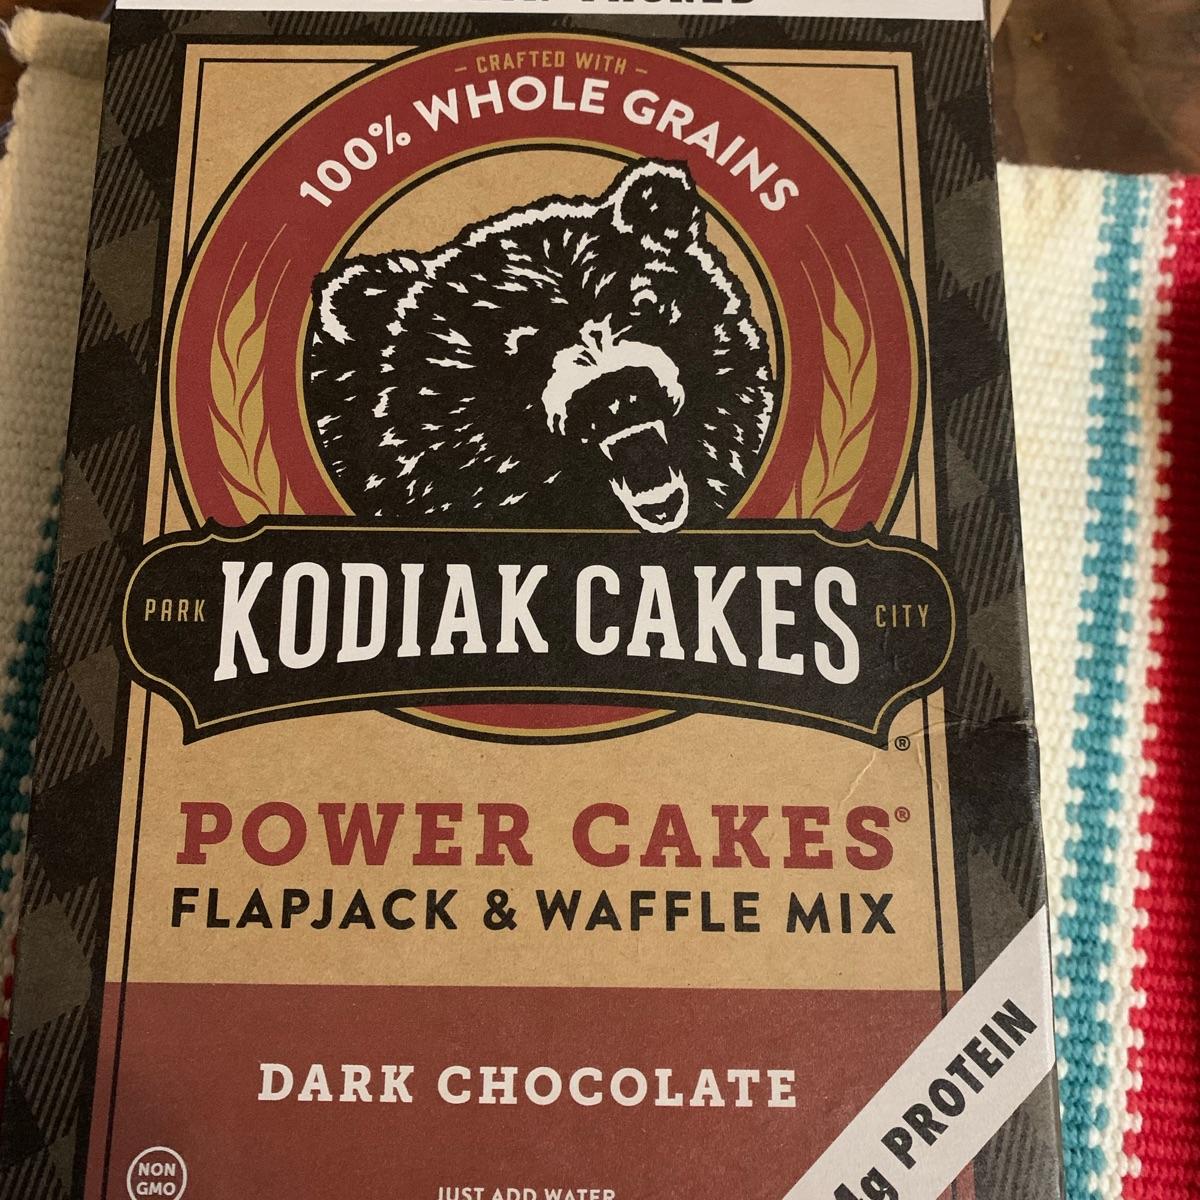 – CRAFTED WITH –
100% WHOLE GRAINS
PARK KODIAK CAKES CITY
®
POWER CAKES®
FLAPJACK & WAFFLE MIX
DARK CHOCOLATE
g PROTEIN
NON
GMO
JUST ADD WATER